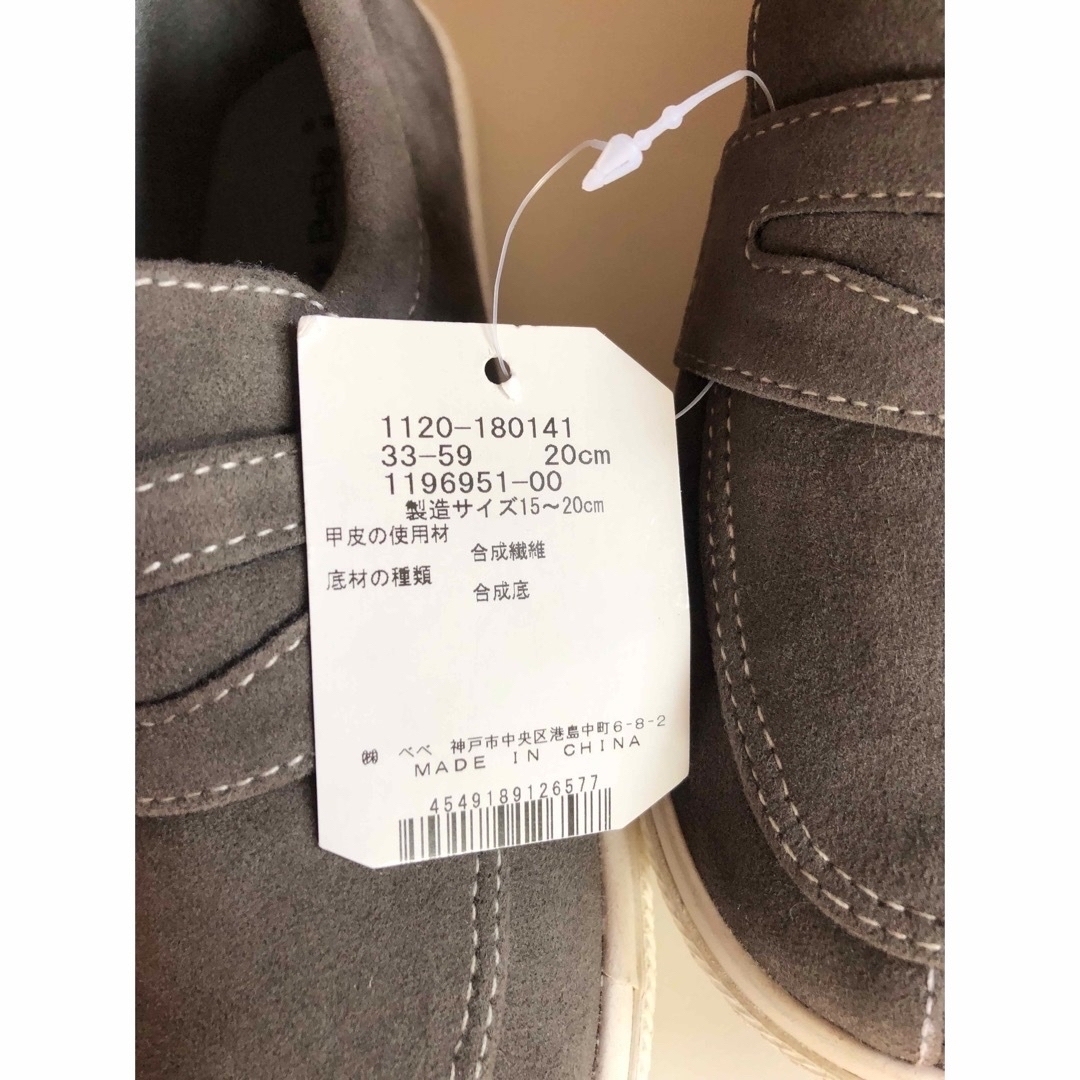 1120-180141
33-59 20cm
1196951-00
製造サイズ15～20cm
甲皮の使用材
合成繊維
底材の種類
合成底
㈱ べべ 神戸市中央区港島中町6-8-2
MADE IN CHINA
4549189126577